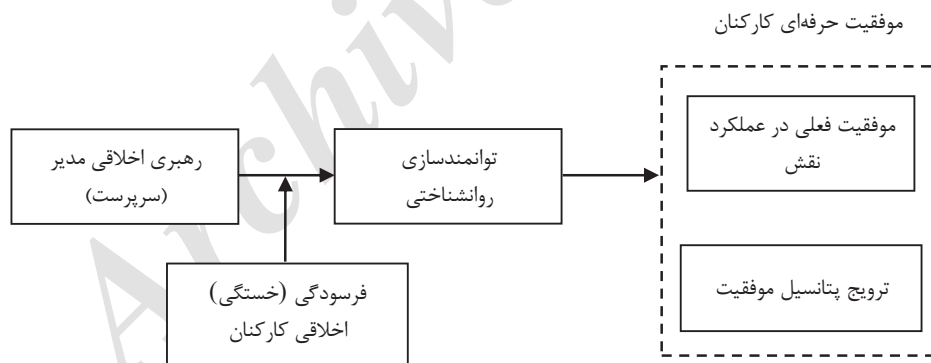 موفقیت حرفه‌ای کارکنان
موفقیت فعلی در عملکرد
نقش
توانمندسازی
روانشناختی
رهبری اخلاقی مدیر
(سرپرست)
فرسودگی (خستگی)
اخلاقی کارکنان
ترویج پتانسیل موفقیت
Archive